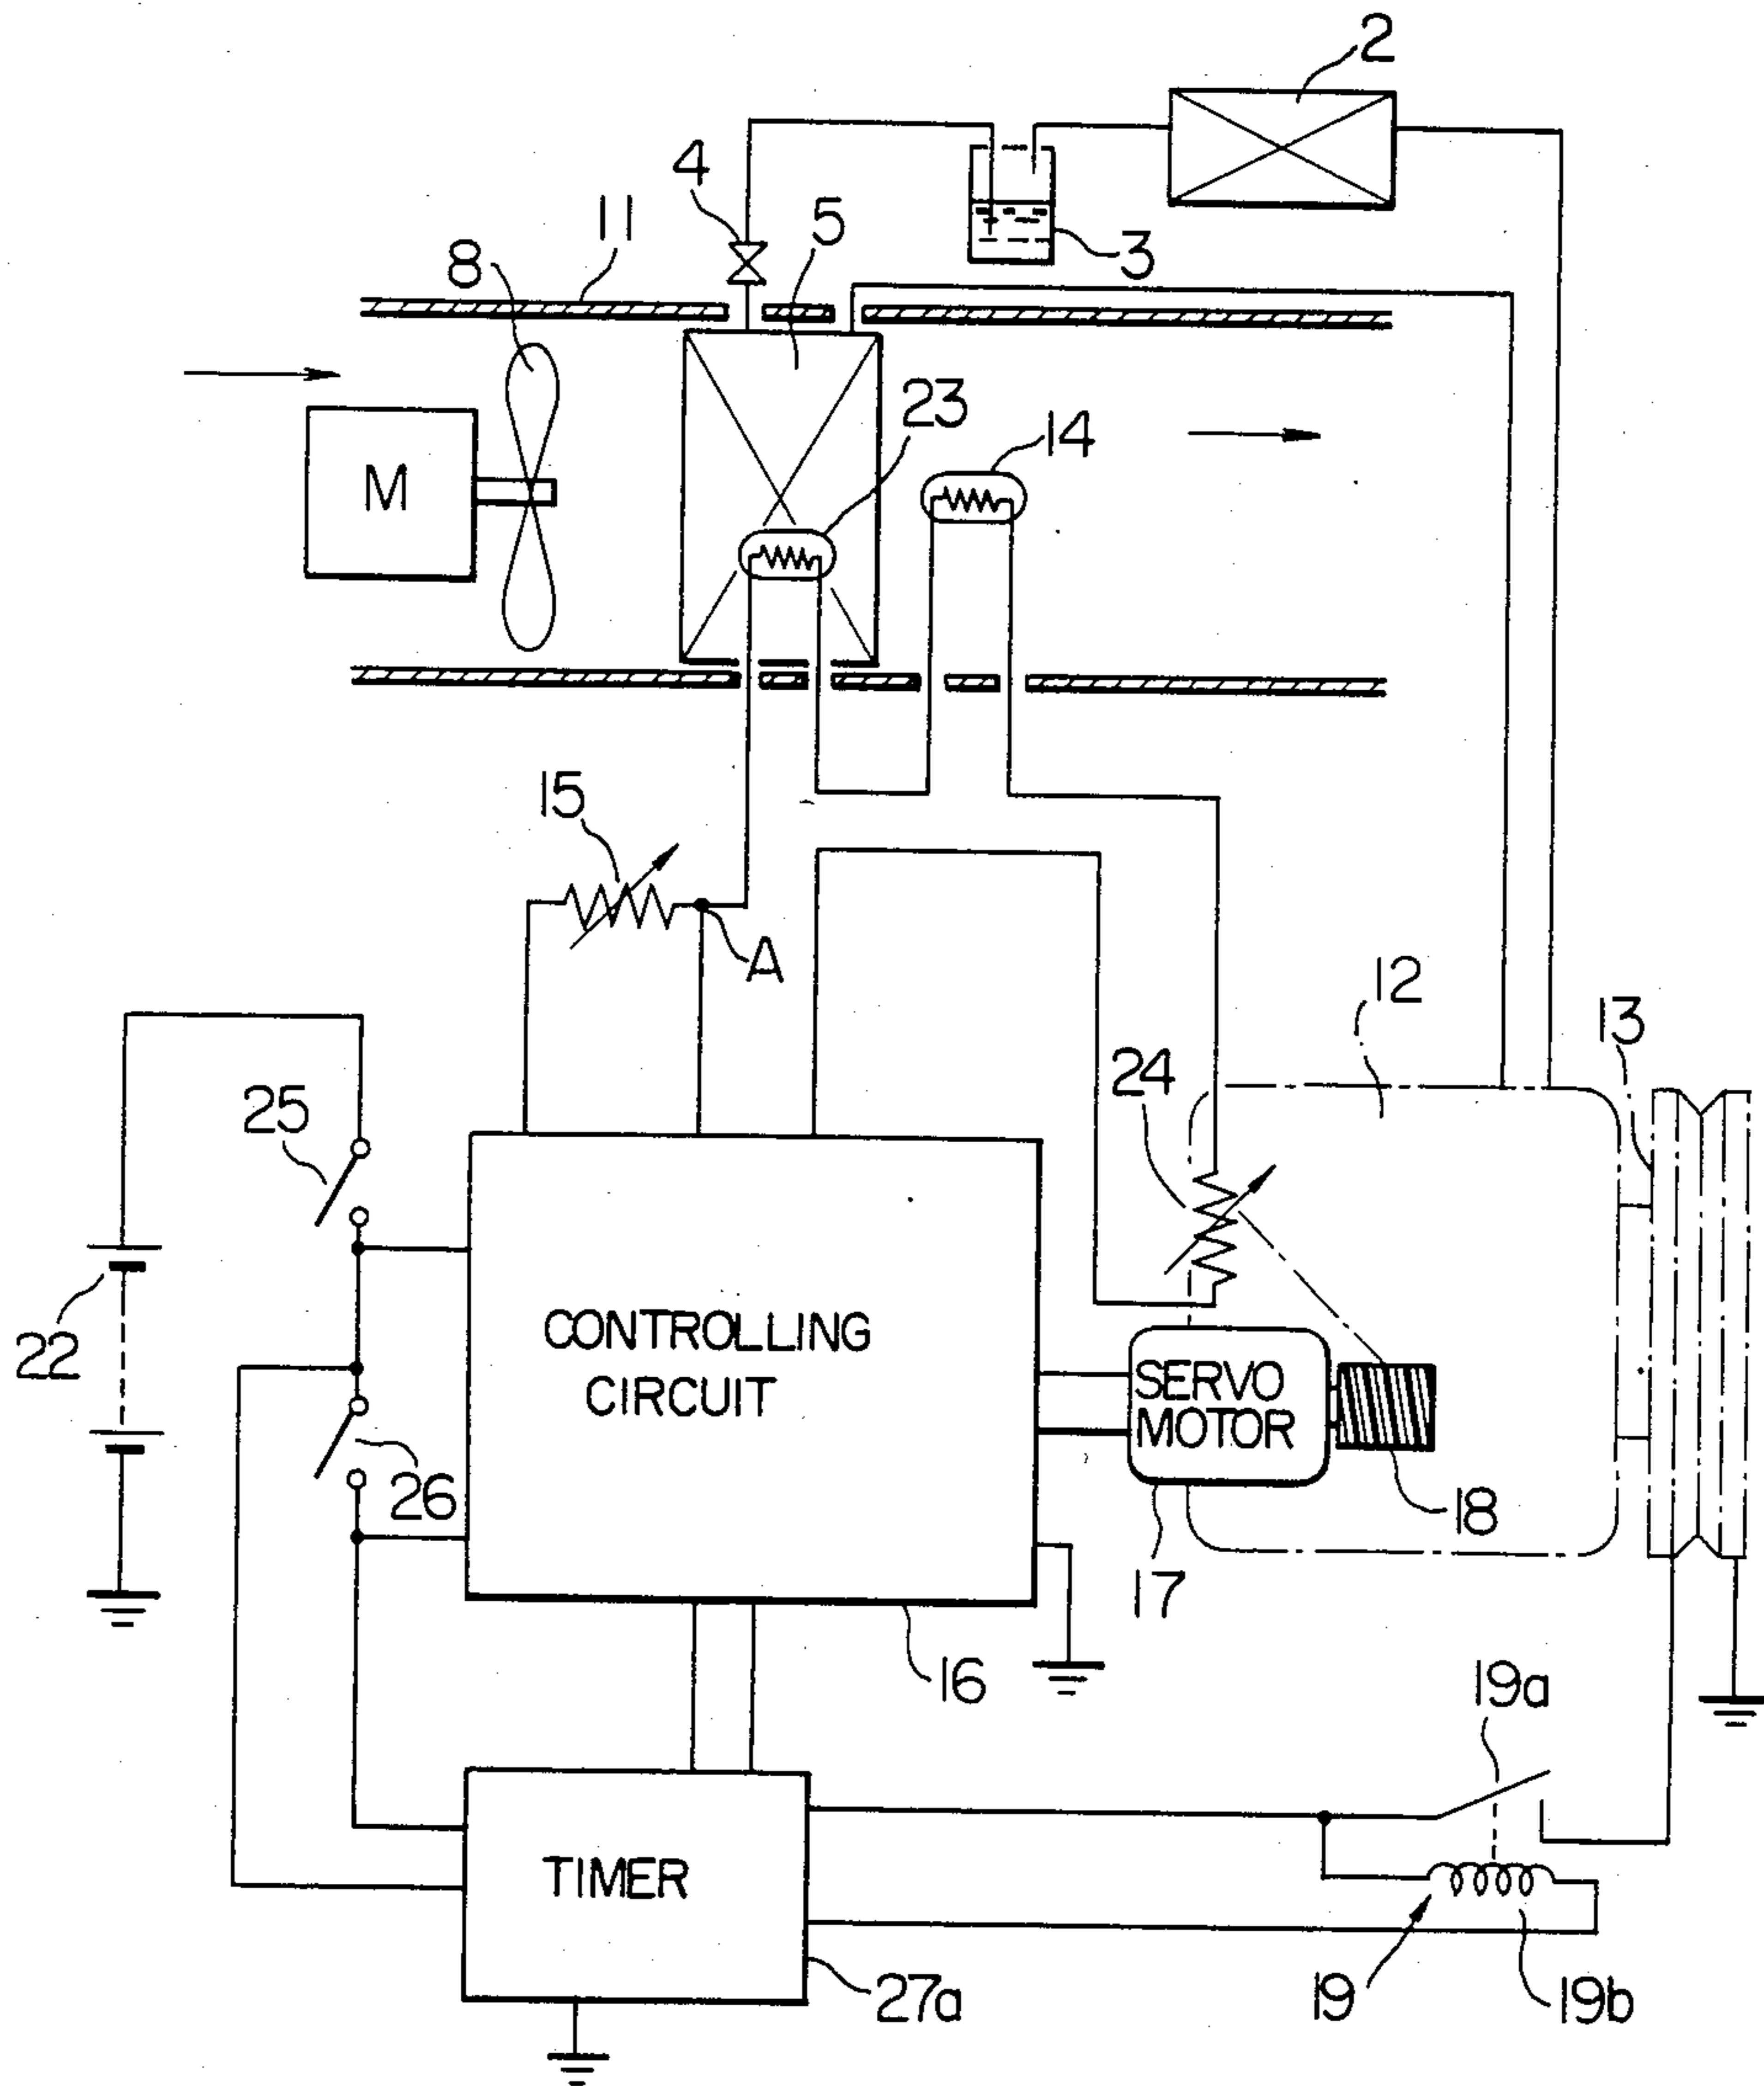 2
4
11
5
3
8
23
14
M
15
A
12
13
24
25
22
CONTROLLING
CIRCUIT
SERVO
MOTOR
26
18
17
16
19a
TIMER
27a
19
19b